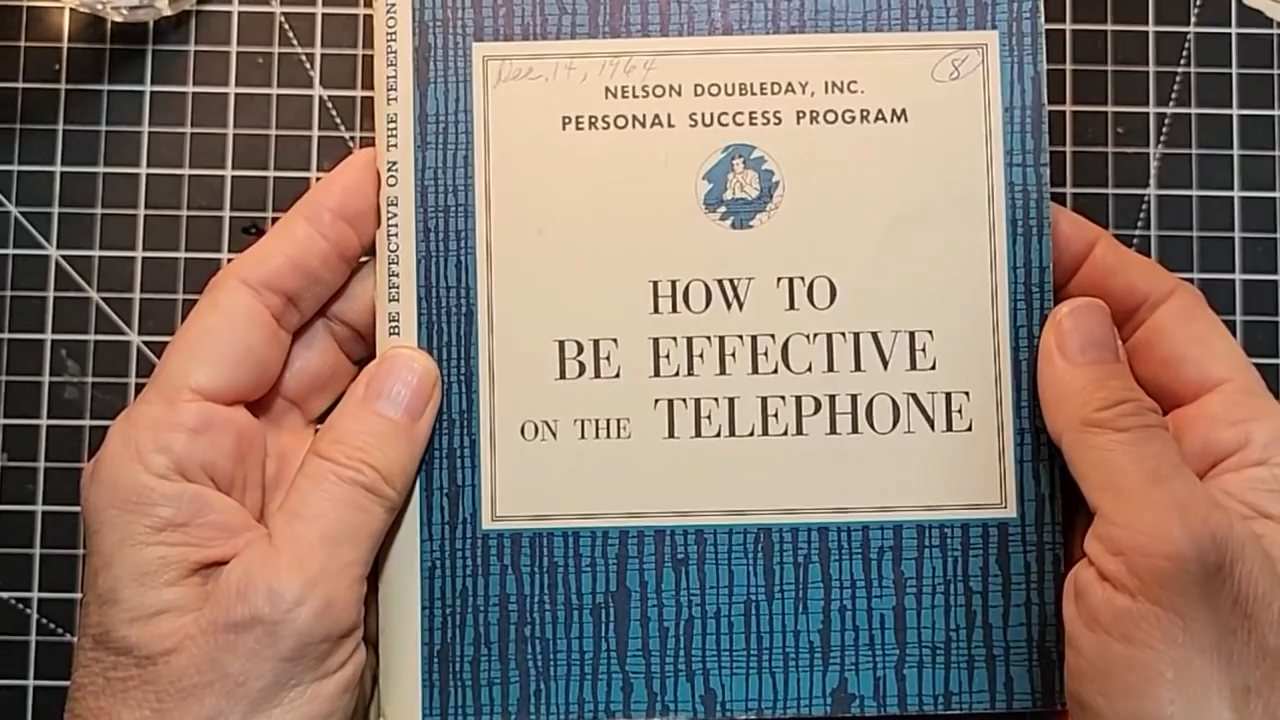 BE EFFECTIVE ON THE TELEPHON
Dec. 14, 1964
8
NELSON DOUBLEDAY, INC.
PERSONAL SUCCESS PROGRAM
HOW TO
BE EFFECTIVE
ON THE TELEPHONE